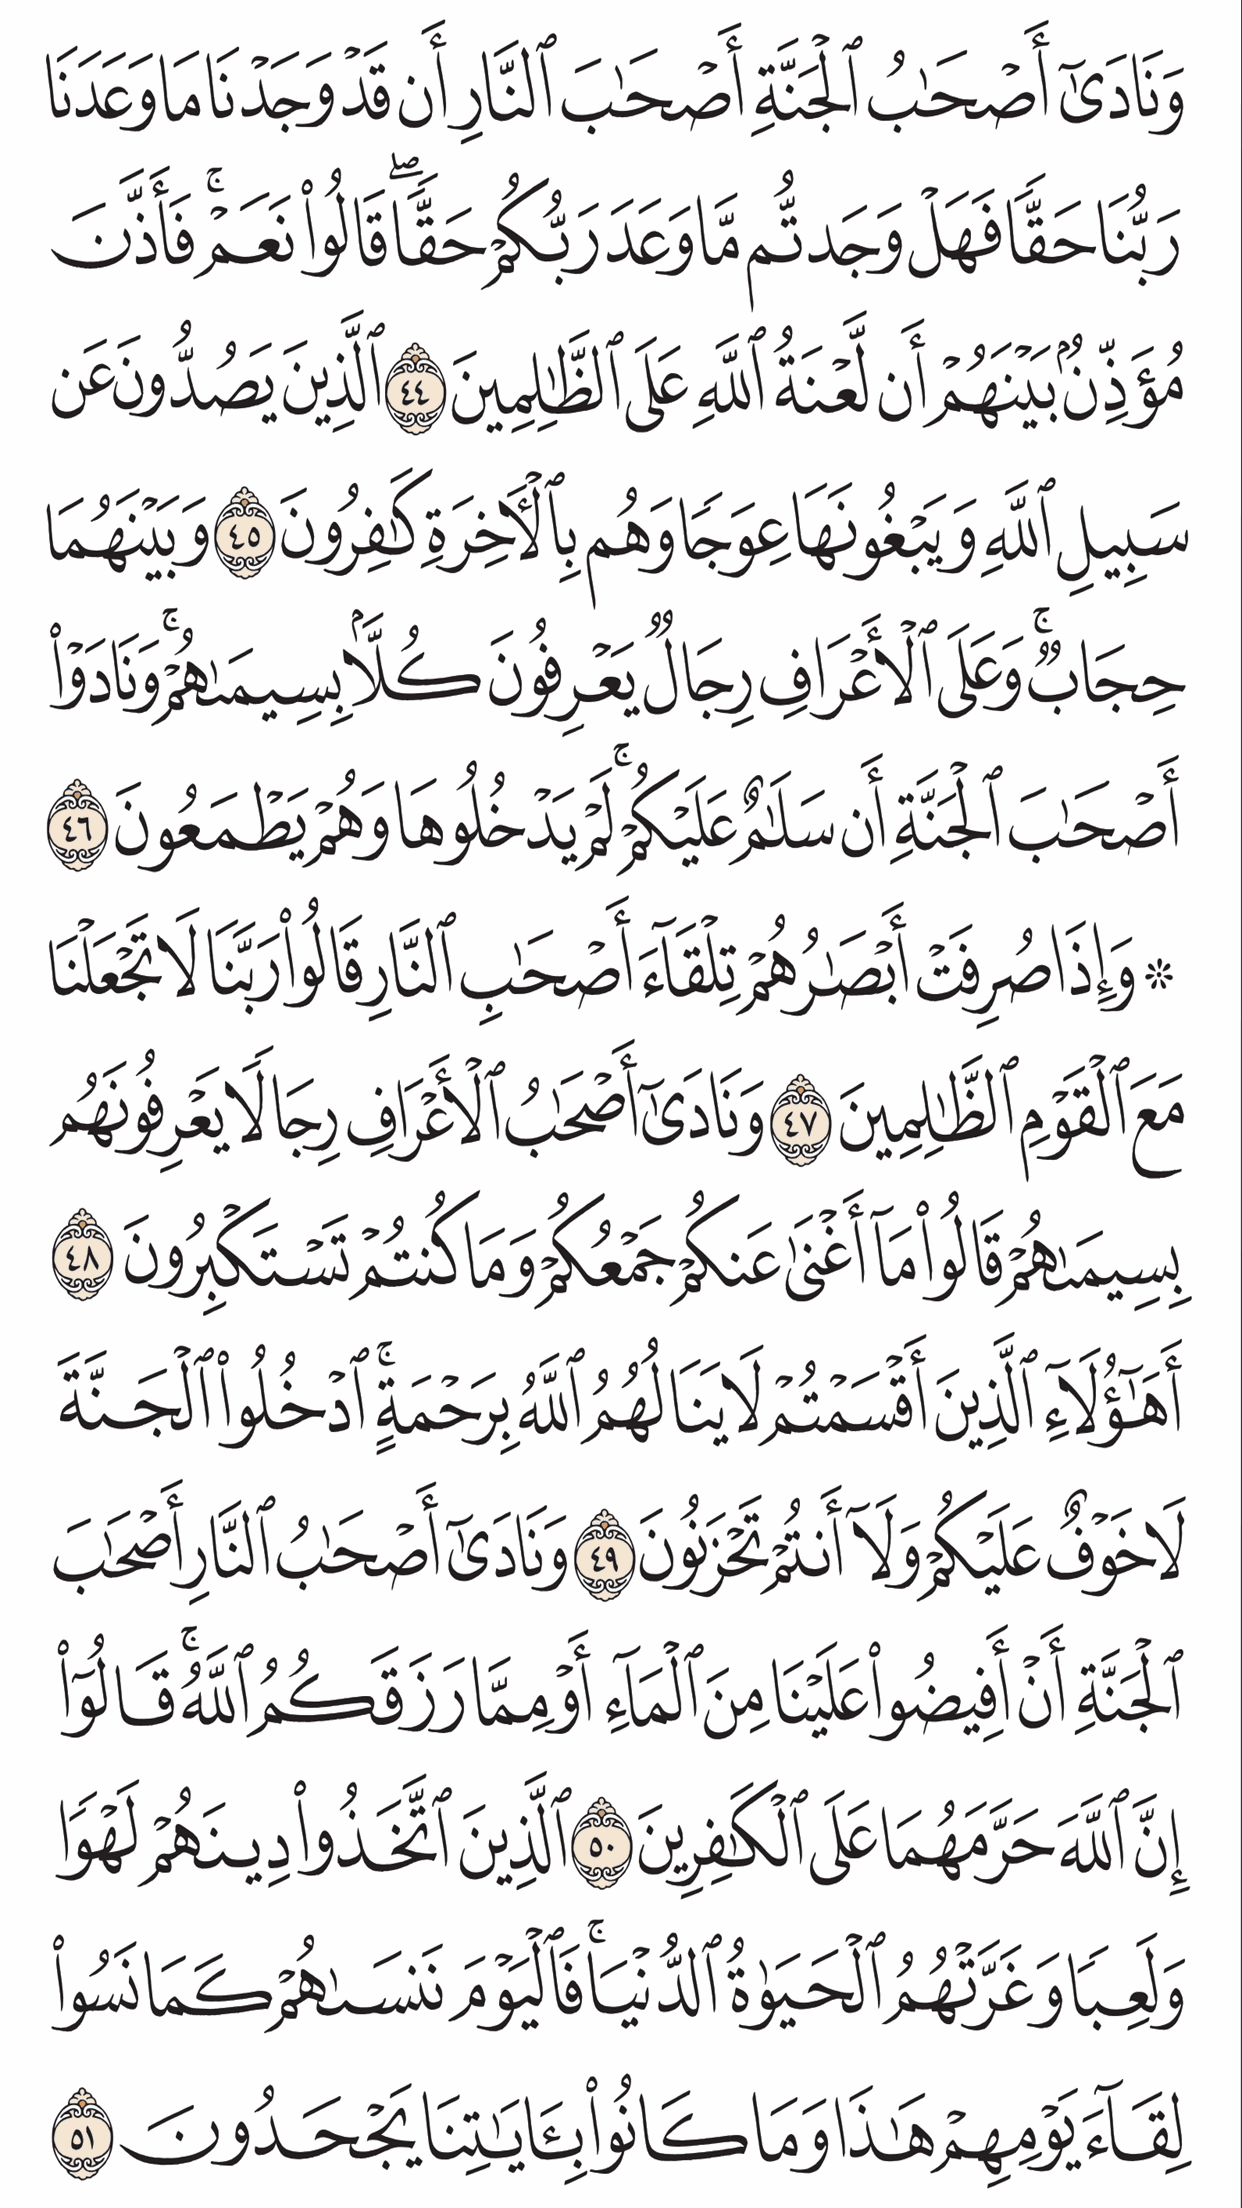 وَنَادَىٰٓ أَصْحَٰبُ ٱلْجَنَّةِ أَصْحَٰبَ ٱلنَّارِ أَن قَدْ وَجَدْنَا مَا وَعَدَنَا
رَبُّنَا حَقًّا فَهَلْ وَجَدتُّم مَّا وَعَدَ رَبُّكُمْ حَقًّاۖ قَالُوا۟ نَعَمْۚ فَأَذَّنَ
مُؤَذِّنٌۢ بَيْنَهُمْ أَن لَّعْنَةُ ٱللَّهِ عَلَى ٱلظَّٰلِمِينَ ٤٤ ٱلَّذِينَ يَصُدُّونَ عَن
سَبِيلِ ٱللَّهِ وَيَبْغُونَهَا عِوَجًا وَهُم بِٱلْأَخِرَةِ كَٰفِرُونَ ٤٥ وَبَيْنَهُمَا
حِجَابٌۚ وَعَلَى ٱلْأَعْرَافِ رِجَالٌ يَعْرِفُونَ كُلًّۢا بِسِيمَىٰهُمْۚ وَنَادَوْا۟
أَصْحَٰبَ ٱلْجَنَّةِ أَن سَلَٰمٌ عَلَيْكُمْۚ لَمْ يَدْخُلُوهَا وَهُمْ يَطْمَعُونَ ٤٦
۞ وَإِذَا صُرِفَتْ أَبْصَٰرُهُمْ تِلْقَآءَ أَصْحَٰبِ ٱلنَّارِ قَالُوا۟ رَبَّنَا لَا تَجْعَلْنَا
مَعَ ٱلْقَوْمِ ٱلظَّٰلِمِينَ ٤٧ وَنَادَىٰٓ أَصْحَٰبُ ٱلْأَعْرَافِ رِجَالًا يَعْرِفُونَهُم
بِسِيمَىٰهُمْ قَالُوا۟ مَآ أَغْنَىٰ عَنكُمْ جَمْعُكُمْ وَمَا كُنتُمْ تَسْتَكْبِرُونَ ٤٨
أَهَٰٓؤُلَآءِ ٱلَّذِينَ أَقْسَمْتُمْ لَا يَنَالُهُمُ ٱللَّهُ بِرَحْمَةٍۚ ٱدْخُلُوا۟ ٱلْجَنَّةَ
لَا خَوْفٌ عَلَيْكُمْ وَلَآ أَنتُمْ تَحْزَنُونَ ٤٩ وَنَادَىٰٓ أَصْحَٰبُ ٱلنَّارِ أَصْحَٰبَ
ٱلْجَنَّةِ أَنْ أَفِيضُوا۟ عَلَيْنَا مِنَ ٱلْمَآءِ أَوْ مِمَّا رَزَقَكُمُ ٱللَّهُۚ قَالُوٓا۟
إِنَّ ٱللَّهَ حَرَّمَهُمَا عَلَى ٱلْكَٰفِرِينَ ٥٠ ٱلَّذِينَ ٱتَّخَذُوا۟ دِينَهُمْ لَهْوًا
وَلَعِبًا وَغَرَّتْهُمُ ٱلْحَيَوٰةُ ٱلدُّنْيَاۚ فَٱلْيَوْمَ نَنسَىٰهُمْ كَمَا نَسُوا۟
لِقَآءَ يَوْمِهِمْ هَٰذَا وَمَا كَانُوا۟ بِـَٔايَٰتِنَا يَجْحَدُونَ ٥١